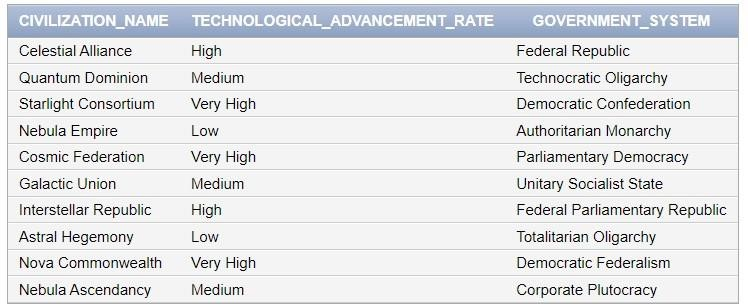 CIVILIZATION_NAME TECHNOLOGICAL_ADVANCEMENT_RATE GOVERNMENT_SYSTEM
Celestial Alliance High Federal Republic
Quantum Dominion Medium Technocratic Oligarchy
Starlight Consortium Very High Democratic Confederation
Nebula Empire Low Authoritarian Monarchy
Cosmic Federation Very High Parliamentary Democracy
Galactic Union Medium Unitary Socialist State
Interstellar Republic High Federal Parliamentary Republic
Astral Hegemony Low Totalitarian Oligarchy
Nova Commonwealth Very High Democratic Federalism
Nebula Ascendancy Medium Corporate Plutocracy